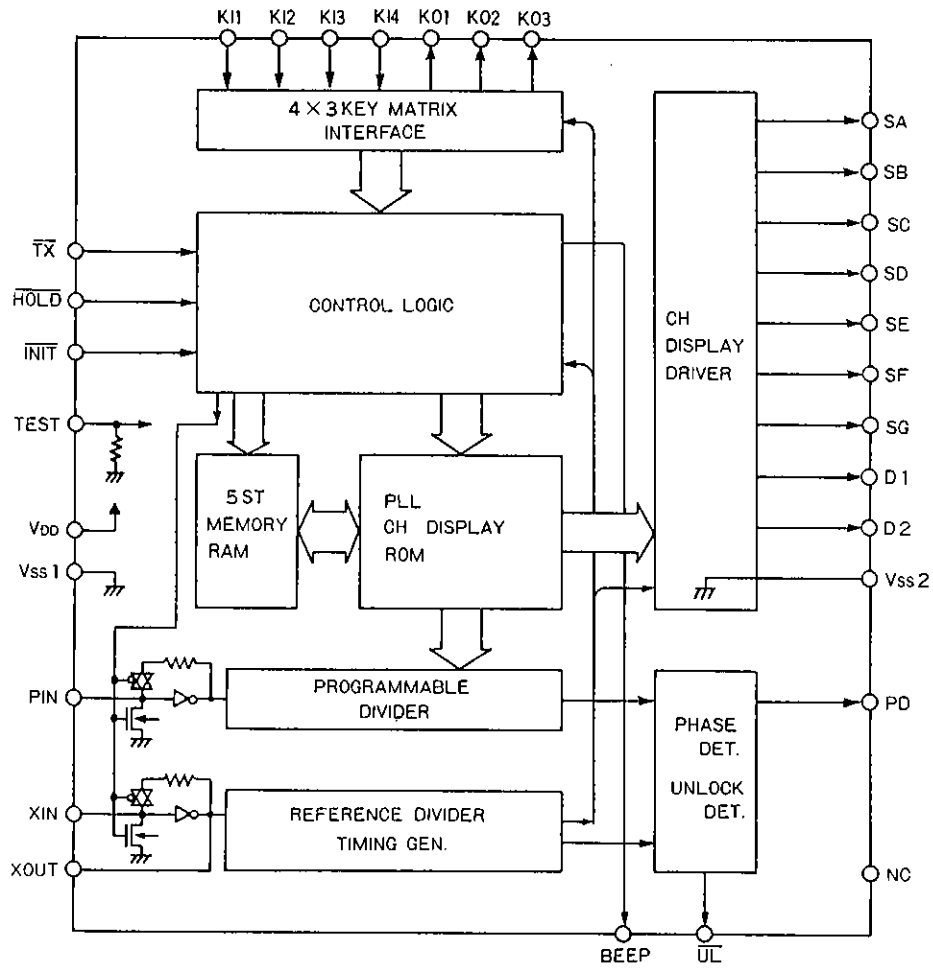 KI1 KI2 KI3 KI4 KO1 KO2 KO3
4 × 3 KEY MATRIX
INTERFACE
SA
SB
SC
SD
SE
SF
SG
D1
D2
VSS2
CH
DISPLAY
DRIVER
TX
HOLD
INIT
TEST
VDD
VSS1
CONTROL LOGIC
5 ST
MEMORY
RAM
PLL
CH DISPLAY
ROM
PIN
PROGRAMMABLE
DIVIDER
PHASE
DET.
UNLOCK
DET.
PD
XIN
XOUT
REFERENCE DIVIDER
TIMING GEN.
NC
BEEP
UL